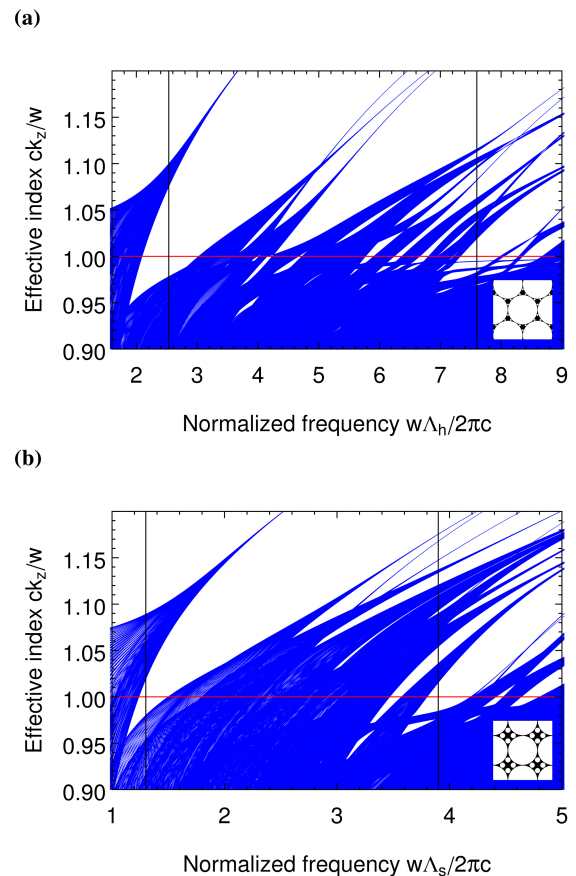 (a)
1.15
1.10
1.05
1.00
0.95
0.90
Effective index ck_z/w
2 3 4 5 6 7 8 9
Normalized frequency wΛ_h/2πc
(b)
1.15
1.10
1.05
1.00
0.95
0.90
Effective index ck_z/w
1 2 3 4 5
Normalized frequency wΛ_s/2πc